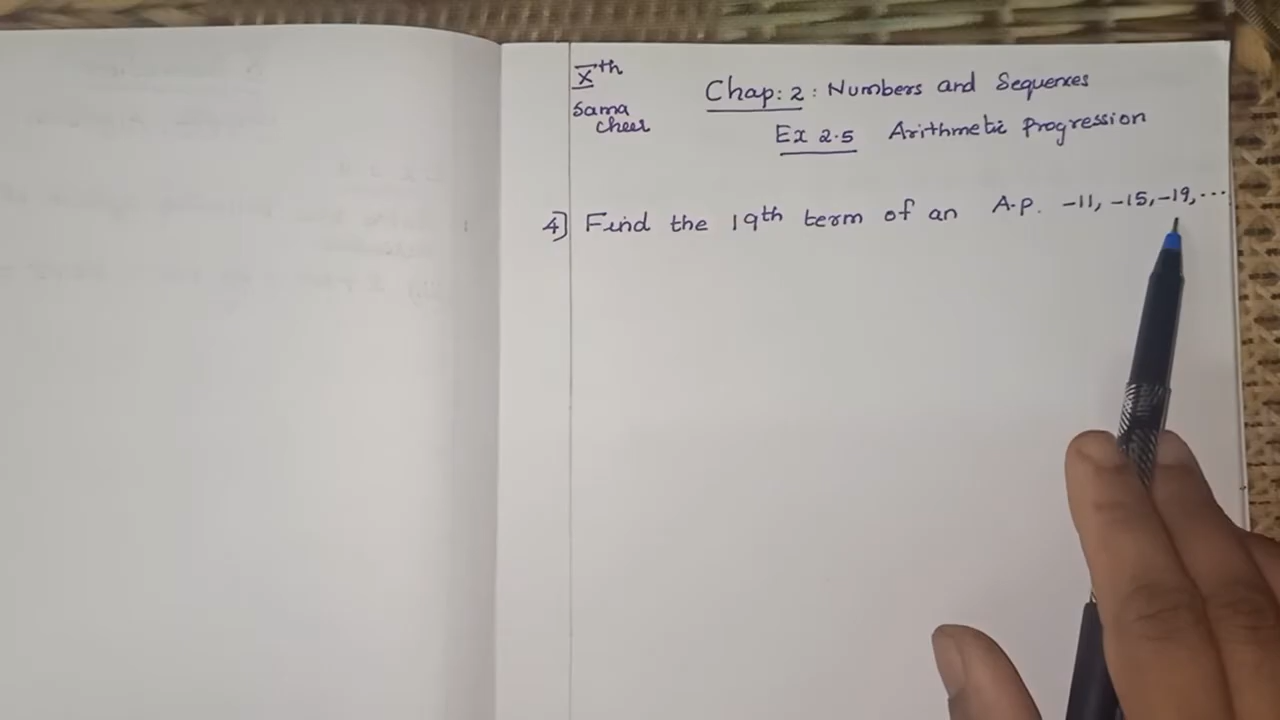 Xth
Sama
cheer
Chap: 2 : Numbers and Sequences
Ex 2.5 Arithmetic Progression
4] Find the 19th term of an A.p. -11, -15, -19, ...